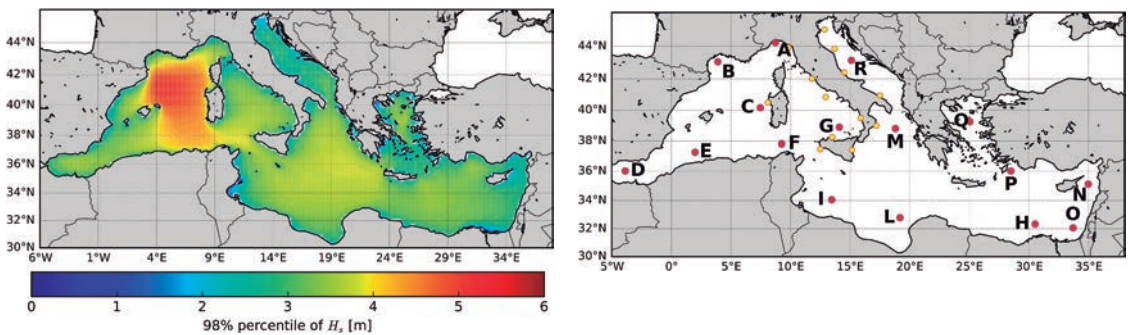 44°N
42°N
40°N
38°N
36°N
34°N
32°N
30°N
6°W 1°W 4°E 9°E 14°E 19°E 24°E 29°E 34°E
0 1 2 3 4 5 6
98% percentile of Hs [m]
44°N
42°N
40°N
38°N
36°N
34°N
32°N
30°N
5°W 0°E 5°E 10°E 15°E 20°E 25°E 30°E 35°E
A
R
B
C
Q
G
M
E
F
D
P
N
I
L
H
O